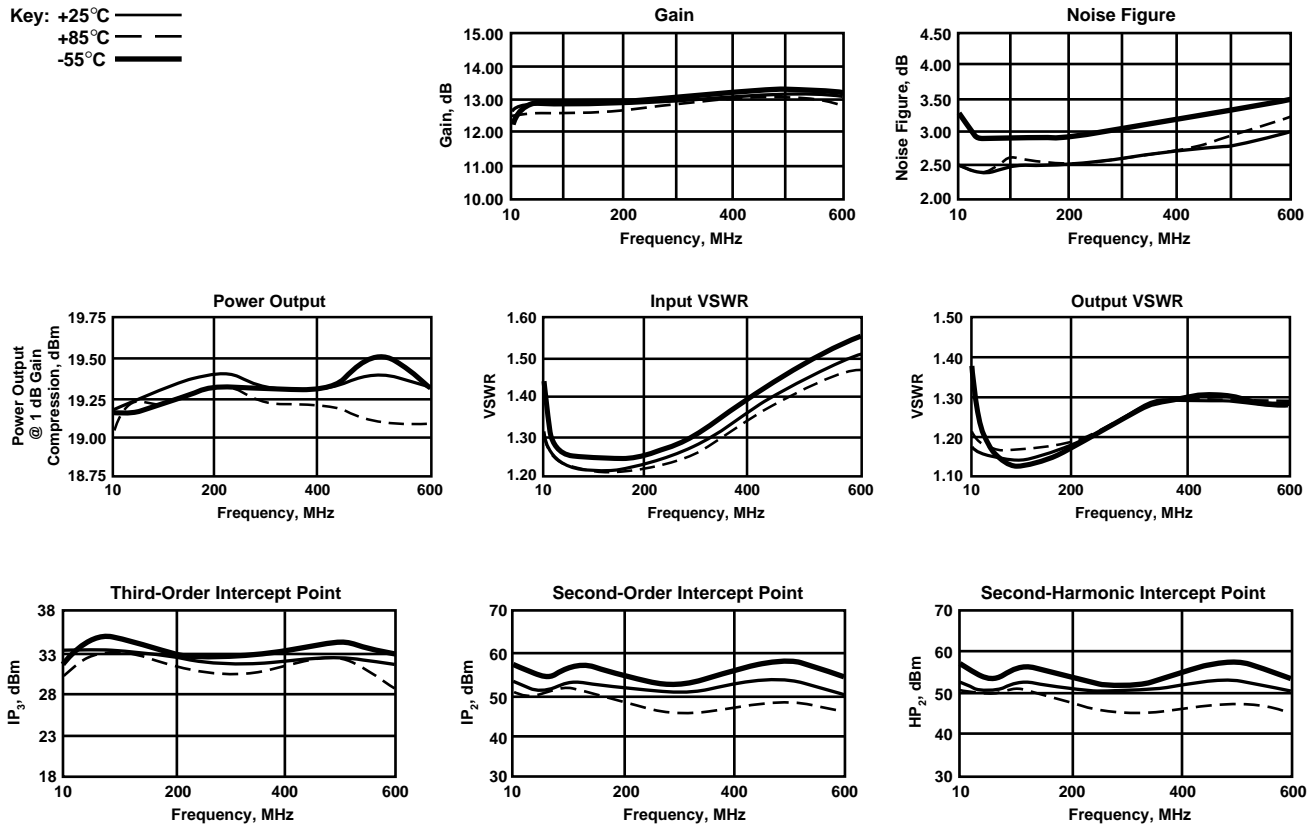 Key: +25°C
+85°C
-55°C
Gain
15.00
14.00
13.00
12.00
11.00
10.00
Gain, dB
10 200 400 600
Frequency, MHz
Noise Figure
4.50
4.00
3.50
3.00
2.50
2.00
Noise Figure, dB
10 200 400 600
Frequency, MHz
Power Output
19.75
19.50
19.25
19.00
18.75
Power Output
@ 1 dB Gain
Compression, dBm
10 200 400 600
Frequency, MHz
Input VSWR
1.60
1.50
1.40
1.30
1.20
VSWR
10 200 400 600
Frequency, MHz
Output VSWR
1.50
1.40
1.30
1.20
1.10
VSWR
10 200 400 600
Frequency, MHz
Third-Order Intercept Point
38
33
28
23
18
IP3, dBm
10 200 400 600
Frequency, MHz
Second-Order Intercept Point
70
60
50
40
30
IP2, dBm
10 200 400 600
Frequency, MHz
Second-Harmonic Intercept Point
70
60
50
40
30
HP2, dBm
10 200 400 600
Frequency, MHz